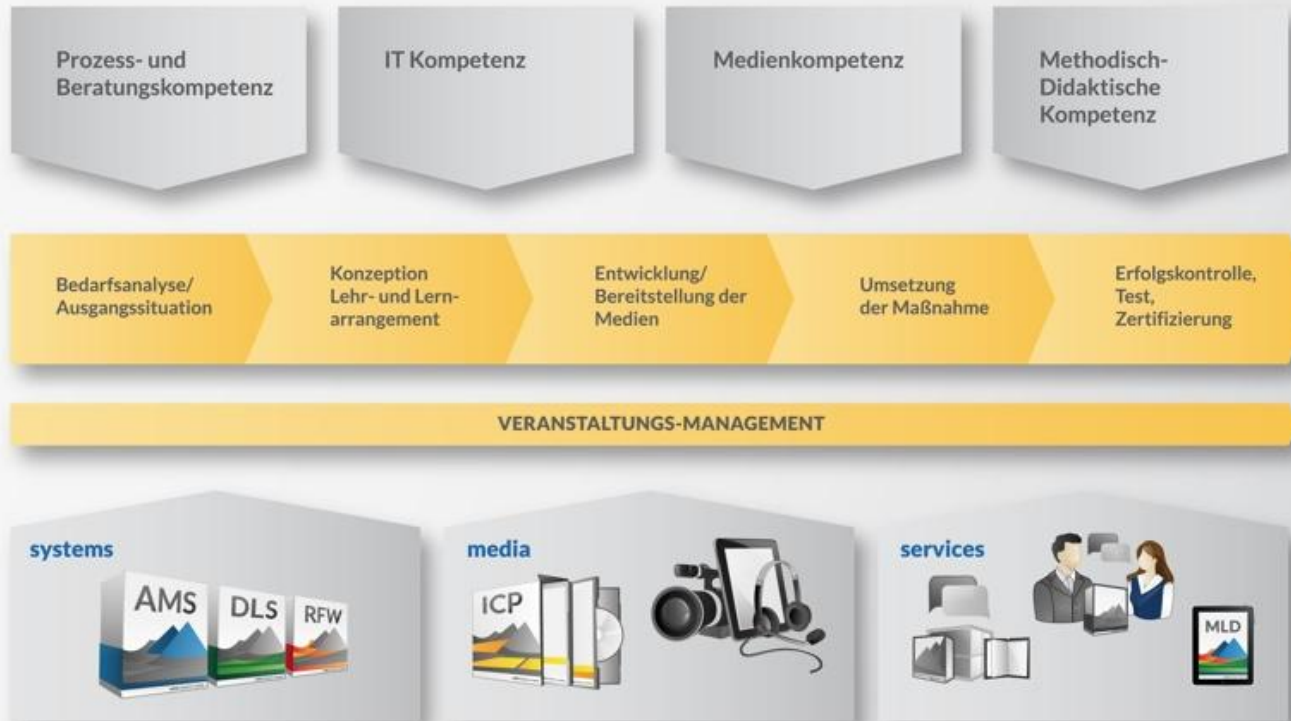 Prozess- und
Beratungskompetenz
IT Kompetenz
Medienkompetenz
Methodisch-
Didaktische
Kompetenz
Bedarfsanalyse/
Ausgangssituation
Konzeption
Lehr- und Lern-
arrangement
Entwicklung/
Bereitstellung der
Medien
Umsetzung
der Maßnahme
Erfolgskontrolle,
Test,
Zertifizierung
VERANSTALTUNGS-MANAGEMENT
systems
AMS
DLS
RFW
media
ICP
services
MLD